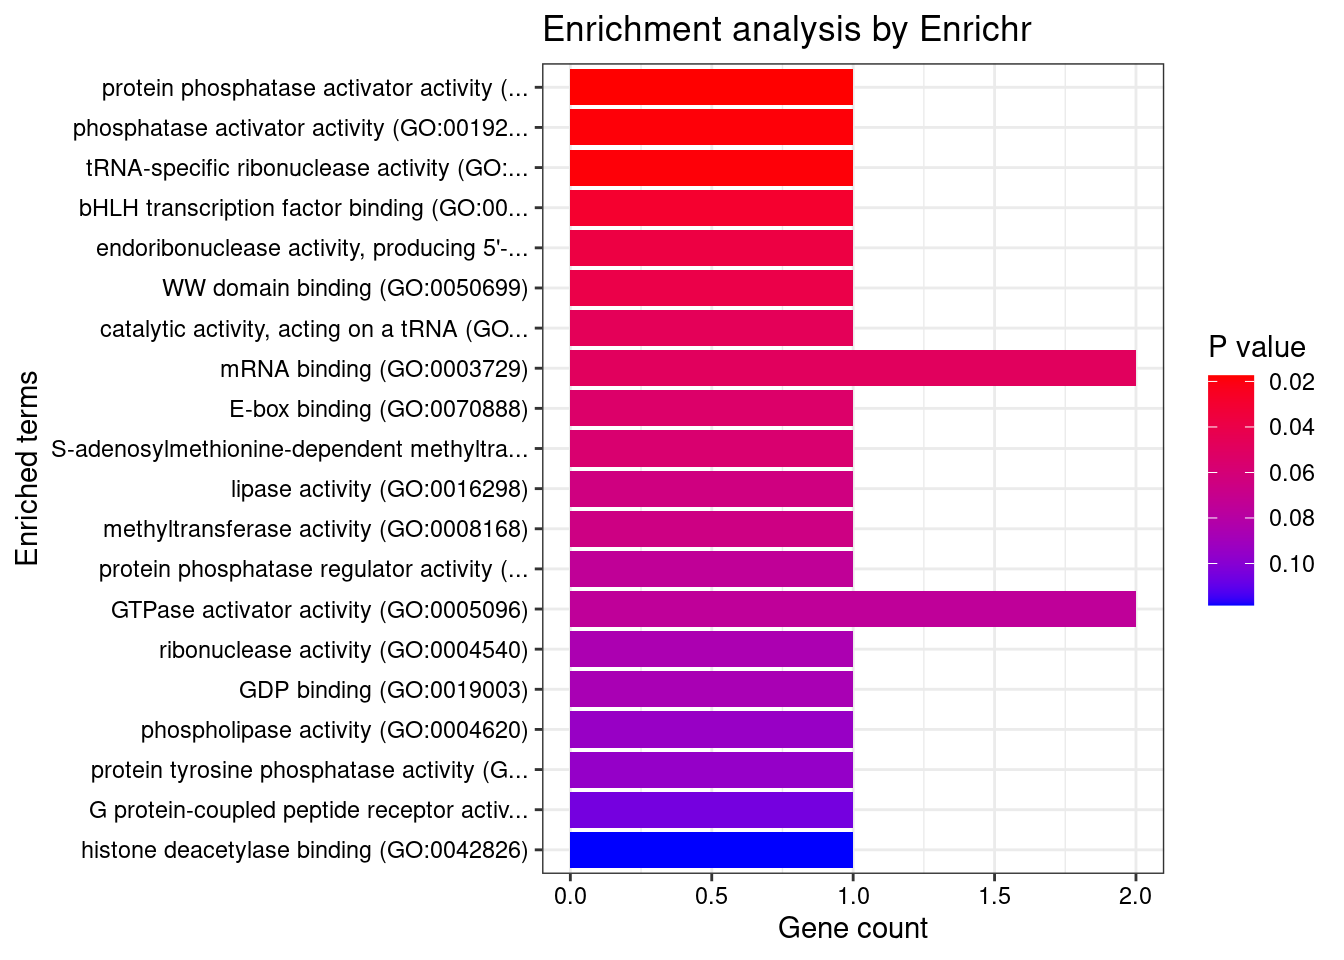 Enrichment analysis by Enrichr
protein phosphatase activator activity (...
phosphatase activator activity (GO:00192...
tRNA-specific ribonuclease activity (GO:...
bHLH transcription factor binding (GO:00...
endoribonuclease activity, producing 5'-...
WW domain binding (GO:0050699)
catalytic activity, acting on a tRNA (GO...
mRNA binding (GO:0003729)
E-box binding (GO:0070888)
S-adenosylmethionine-dependent methyltra...
lipase activity (GO:0016298)
methyltransferase activity (GO:0008168)
protein phosphatase regulator activity (...
GTPase activator activity (GO:0005096)
ribonuclease activity (GO:0004540)
GDP binding (GO:0019003)
phospholipase activity (GO:0004620)
protein tyrosine phosphatase activity (G...
G protein-coupled peptide receptor activ...
histone deacetylase binding (GO:0042826)
Enriched terms
0.0 0.5 1.0 1.5 2.0
Gene count
P value
0.02
0.04
0.06
0.08
0.10